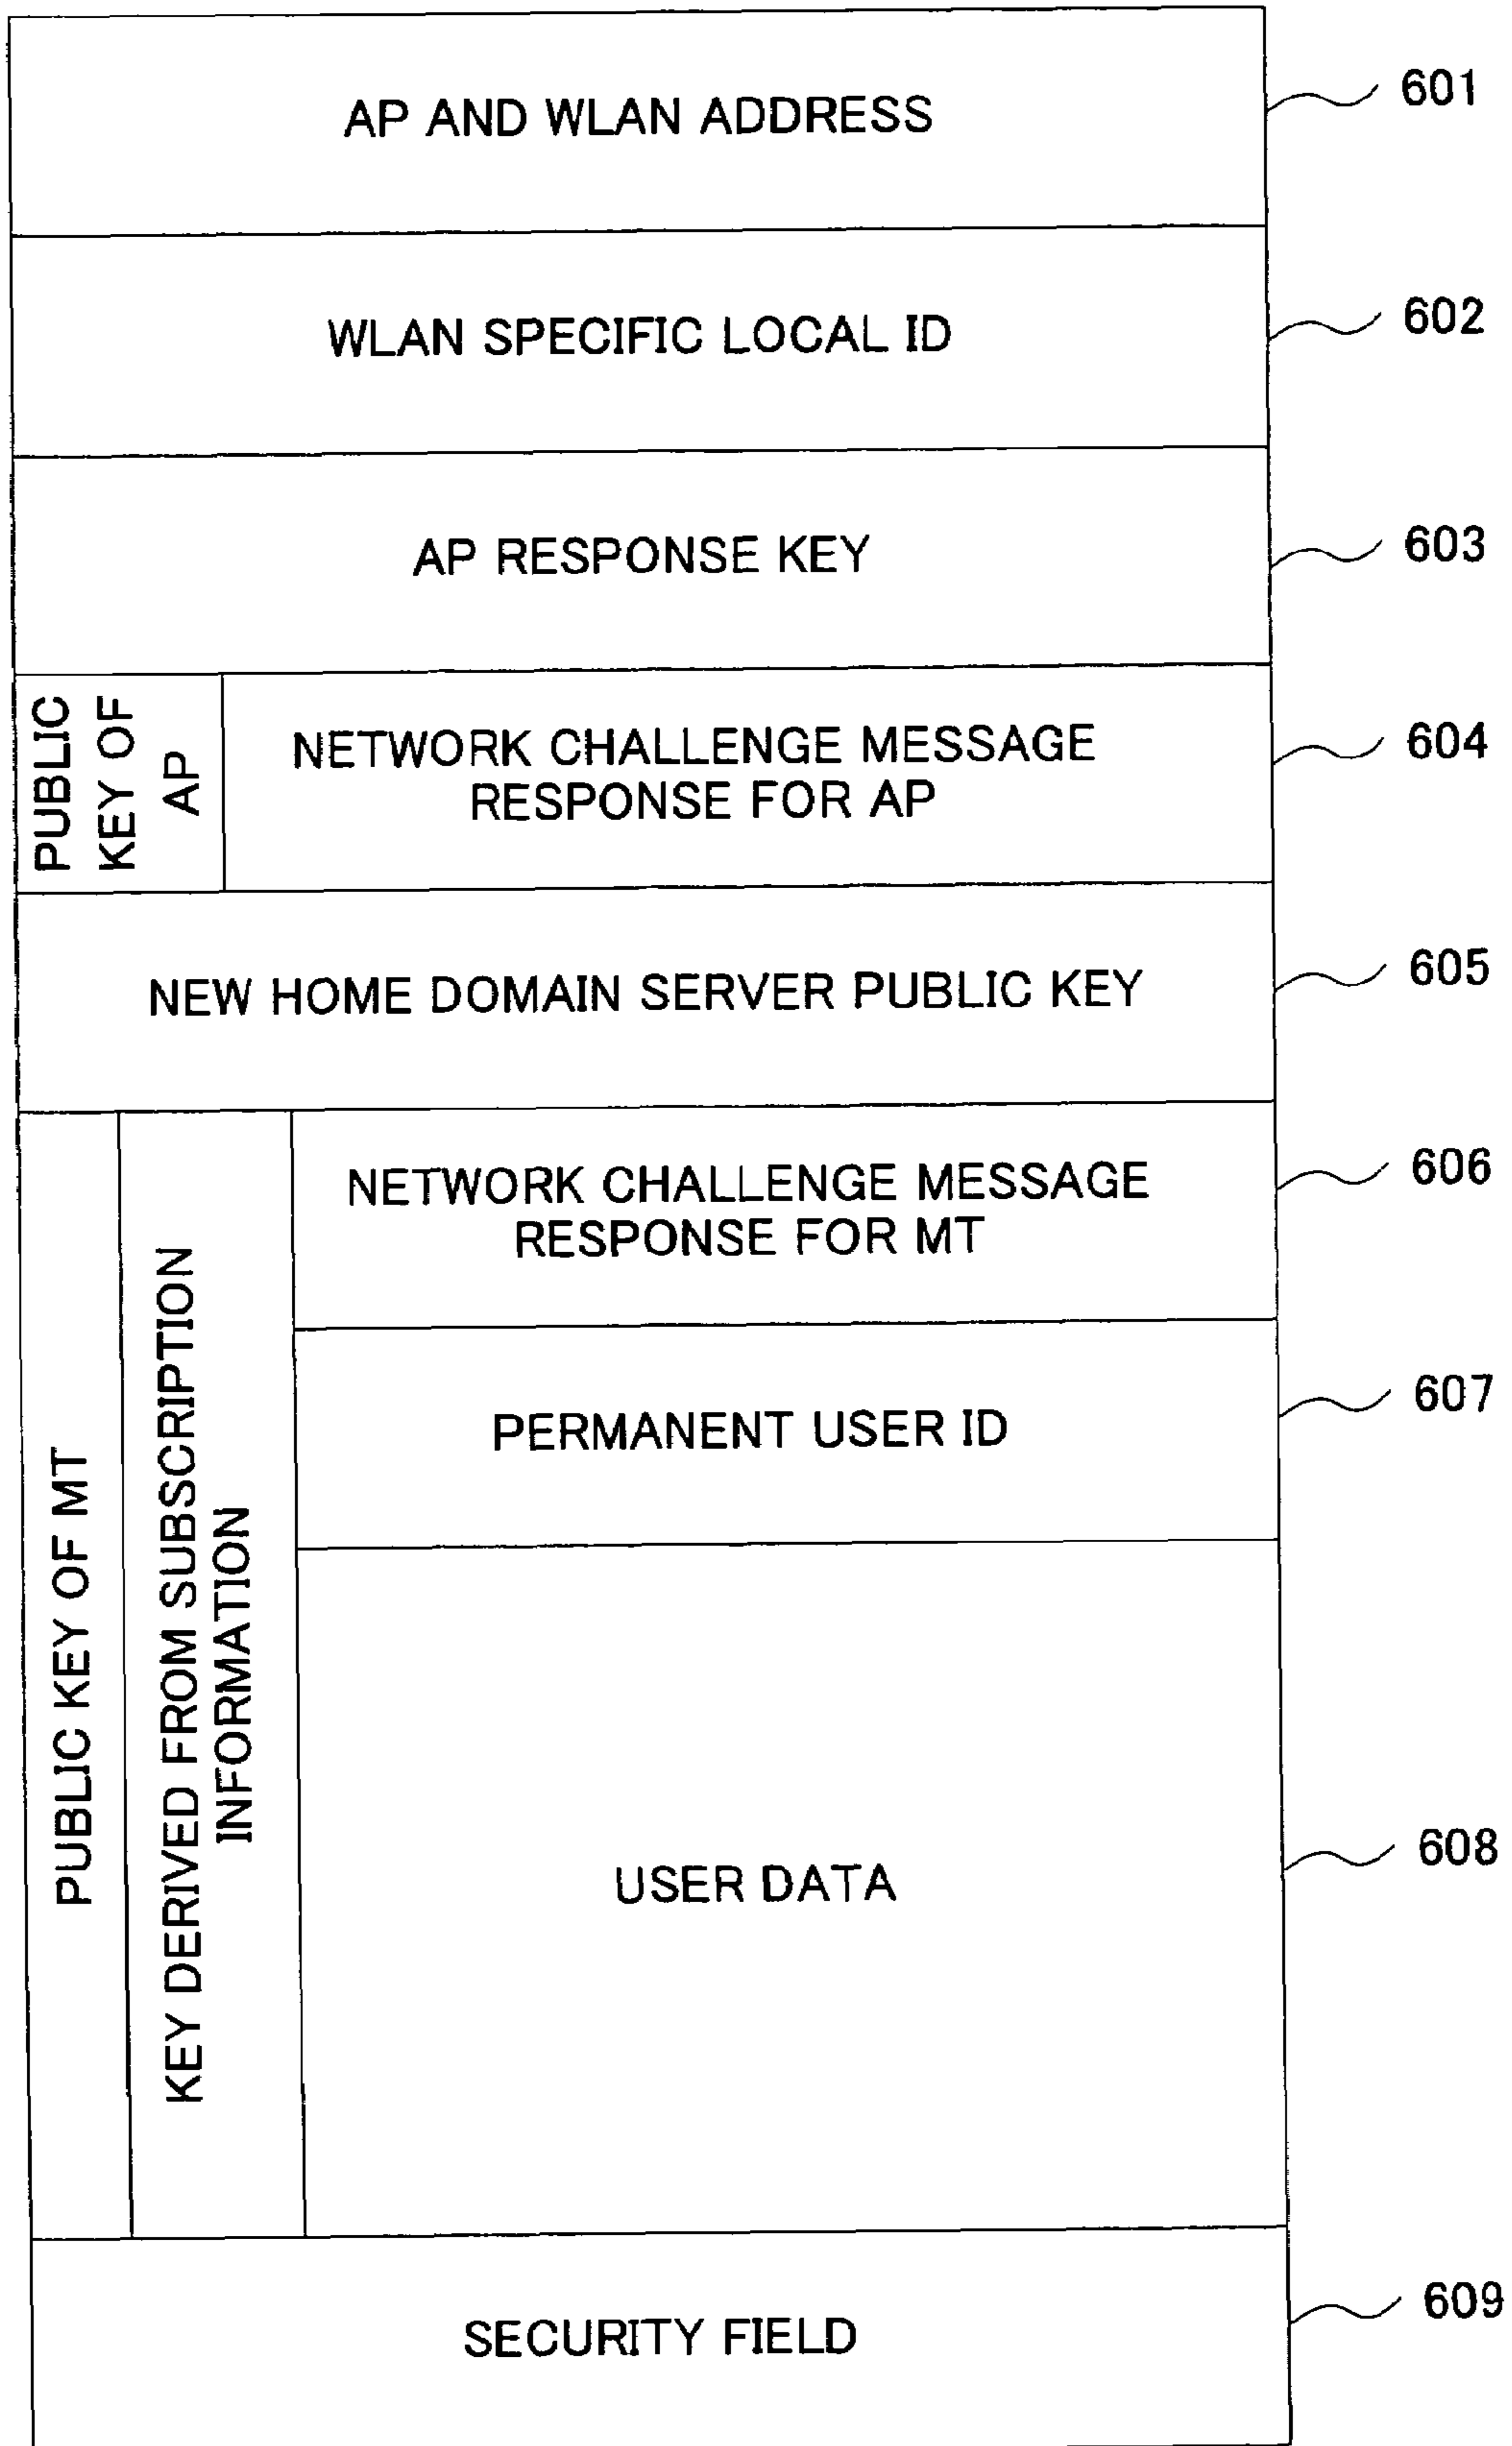 AP AND WLAN ADDRESS
601
WLAN SPECIFIC LOCAL ID
602
AP RESPONSE KEY
603
PUBLIC
KEY OF
AP
NETWORK CHALLENGE MESSAGE
RESPONSE FOR AP
604
NEW HOME DOMAIN SERVER PUBLIC KEY
605
PUBLIC KEY OF MT
KEY DERIVED FROM SUBSCRIPTION
INFORMATION
NETWORK CHALLENGE MESSAGE
RESPONSE FOR MT
606
PERMANENT USER ID
607
USER DATA
608
SECURITY FIELD
609